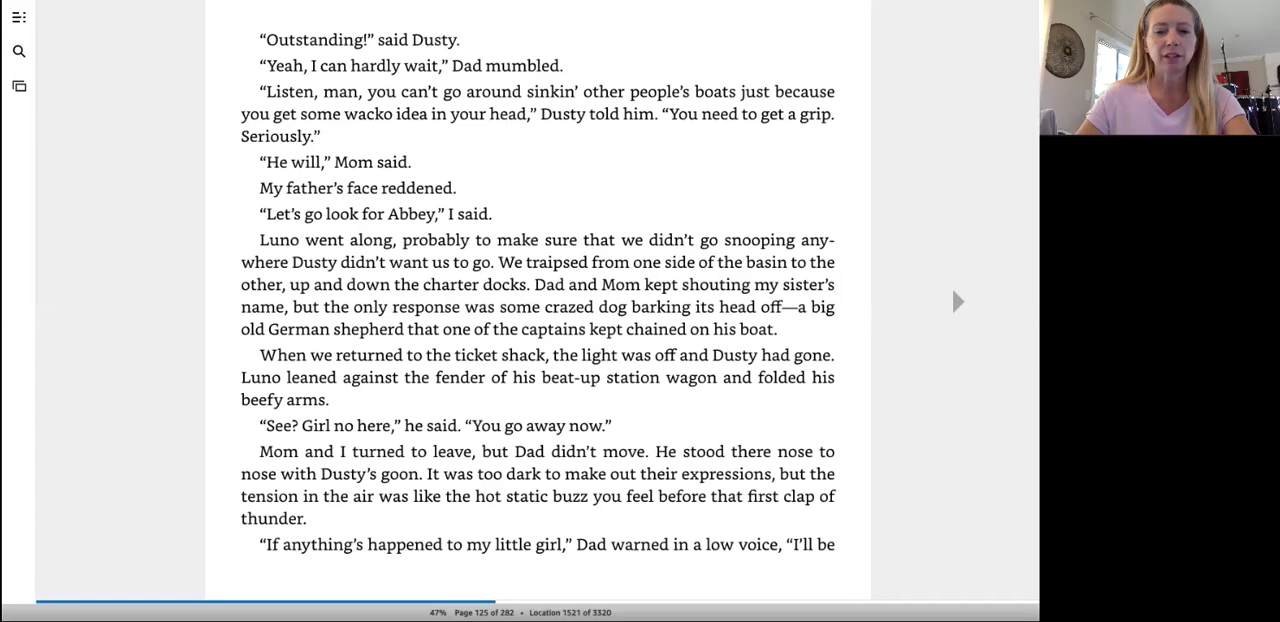 “Outstanding!” said Dusty.
“Yeah, I can hardly wait,” Dad mumbled.
“Listen, man, you can’t go around sinkin’ other people’s boats just because
you get some wacko idea in your head,” Dusty told him. “You need to get a grip.
Seriously.”
“He will,” Mom said.
My father’s face reddened.
“Let’s go look for Abbey,” I said.
Luno went along, probably to make sure that we didn’t go snooping any-
where Dusty didn’t want us to go. We traipsed from one side of the basin to the
other, up and down the charter docks. Dad and Mom kept shouting my sister’s
name, but the only response was some crazed dog barking its head off—a big
old German shepherd that one of the captains kept chained on his boat.
When we returned to the ticket shack, the light was off and Dusty had gone.
Luno leaned against the fender of his beat-up station wagon and folded his
beefy arms.
“See? Girl no here,” he said. “You go away now.”
Mom and I turned to leave, but Dad didn’t move. He stood there nose to
nose with Dusty’s goon. It was too dark to make out their expressions, but the
tension in the air was like the hot static buzz you feel before that first clap of
thunder.
“If anything’s happened to my little girl,” Dad warned in a low voice, “I’ll be
47% Page 125 of 282 • Location 1521 of 3320